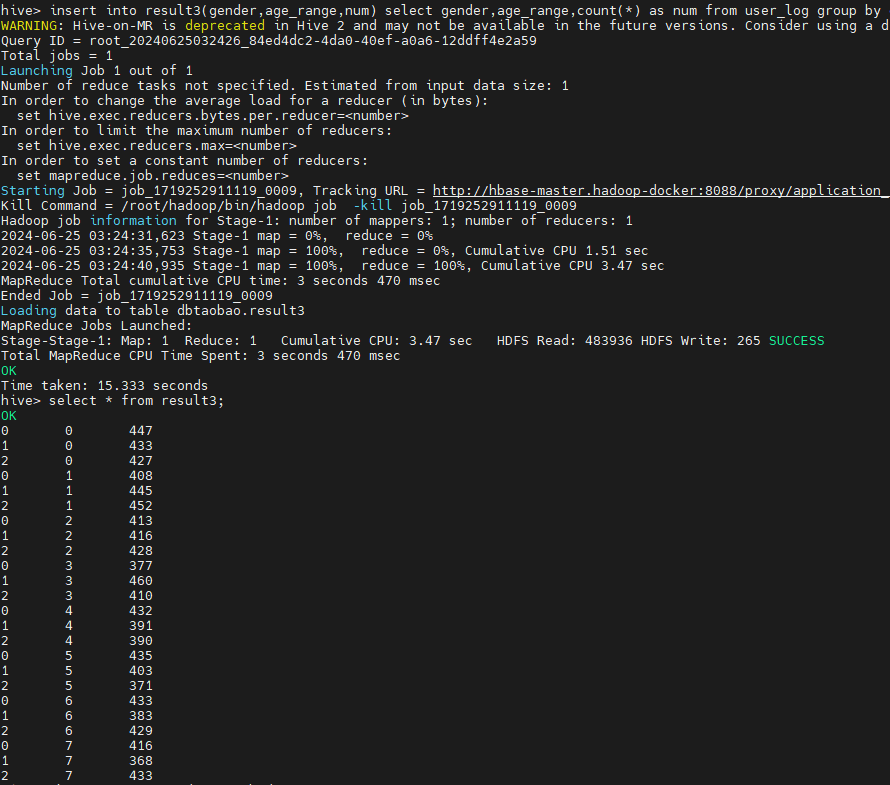 hive> insert into result3(gender,age_range,num) select gender,age_range,count(*) as num from user_log group by
WARNING: Hive-on-MR is deprecated in Hive 2 and may not be available in the future versions. Consider using a d
Query ID = root_20240625032426_84ed4dc2-4da0-40ef-a0a6-12ddff4e2a59
Total jobs = 1
Launching Job 1 out of 1
Number of reduce tasks not specified. Estimated from input data size: 1
In order to change the average load for a reducer (in bytes):
  set hive.exec.reducers.bytes.per.reducer=<number>
In order to limit the maximum number of reducers:
  set hive.exec.reducers.max=<number>
In order to set a constant number of reducers:
  set mapreduce.job.reduces=<number>
Starting Job = job_1719252911119_0009, Tracking URL = http://hbase-master.hadoop-docker:8088/proxy/application_
Kill Command = /root/hadoop/bin/hadoop job  -kill job_1719252911119_0009
Hadoop job information for Stage-1: number of mappers: 1; number of reducers: 1
2024-06-25 03:24:31,623 Stage-1 map = 0%,  reduce = 0%
2024-06-25 03:24:35,753 Stage-1 map = 100%,  reduce = 0%, Cumulative CPU 1.51 sec
2024-06-25 03:24:40,935 Stage-1 map = 100%,  reduce = 100%, Cumulative CPU 3.47 sec
MapReduce Total cumulative CPU time: 3 seconds 470 msec
Ended Job = job_1719252911119_0009
Loading data to table dbtaobao.result3
MapReduce Jobs Launched:
Stage-Stage-1: Map: 1  Reduce: 1   Cumulative CPU: 3.47 sec   HDFS Read: 483936 HDFS Write: 265 SUCCESS
Total MapReduce CPU Time Spent: 3 seconds 470 msec
OK
Time taken: 15.333 seconds
hive> select * from result3;
OK
0	0	447
1	0	433
2	0	427
0	1	408
1	1	445
2	1	452
0	2	413
1	2	416
2	2	428
0	3	377
1	3	460
2	3	410
0	4	432
1	4	391
2	4	390
0	5	435
1	5	403
2	5	371
0	6	433
1	6	383
2	6	429
0	7	416
1	7	368
2	7	433